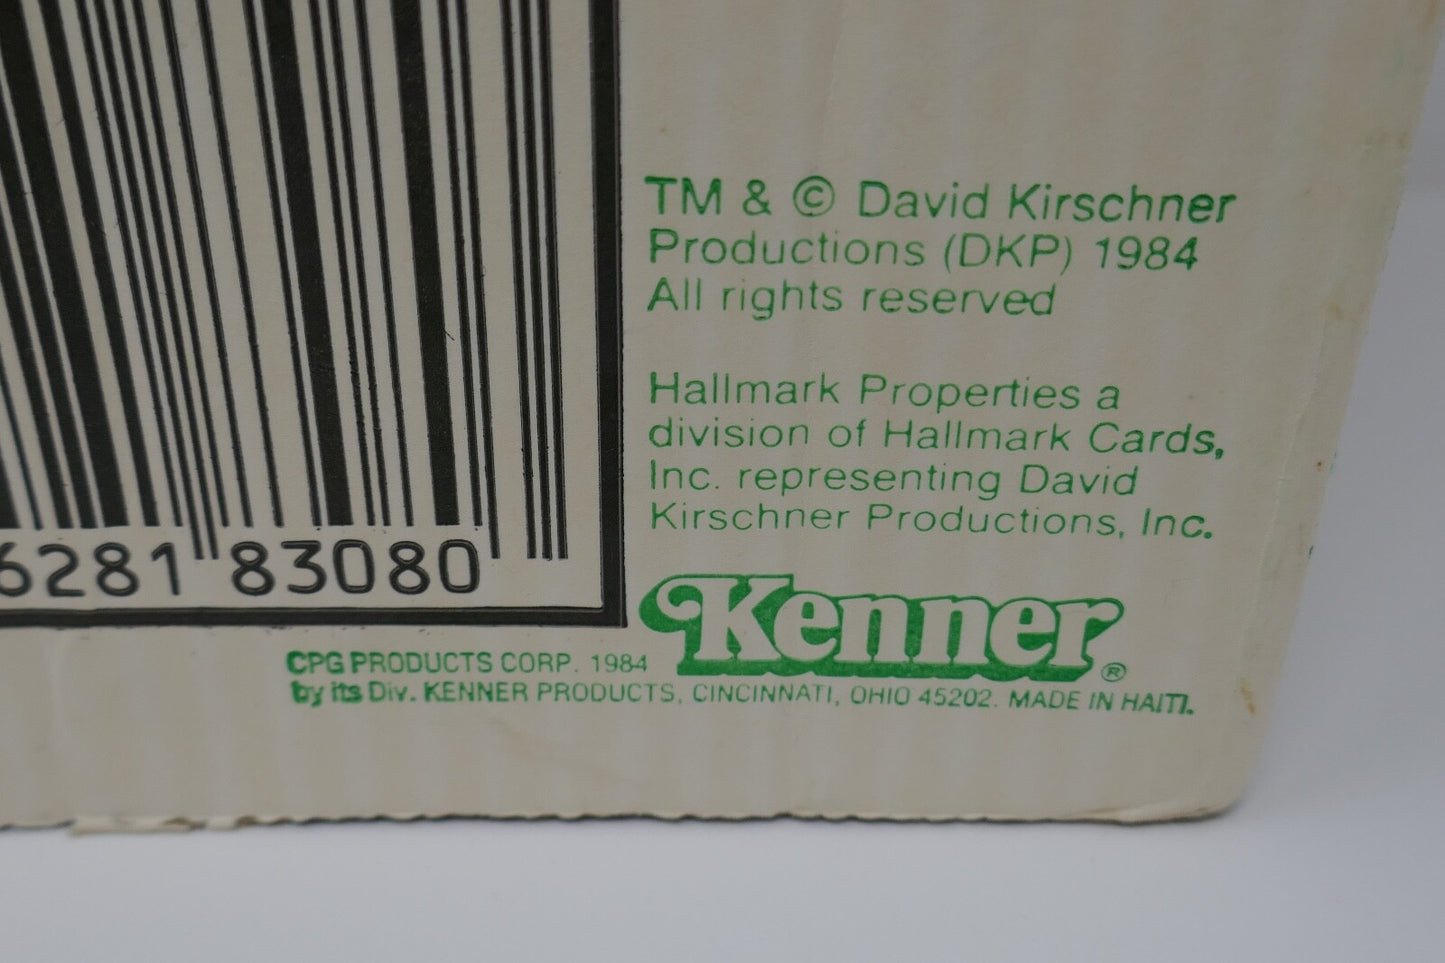 TM & © David Kirschner
Productions (DKP) 1984
All rights reserved
Hallmark Properties a
division of Hallmark Cards,
Inc. representing David
Kirschner Productions, Inc.
6281 83080
Kenner®
CPG PRODUCTS CORP. 1984
by its Div. KENNER PRODUCTS, CINCINNATI, OHIO 45202. MADE IN HAITI.